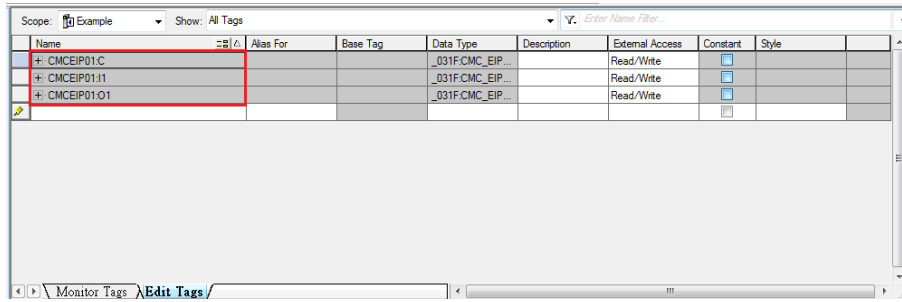 Scope: Example Show: All Tags Enter Name Filter...
Name Alias For Base Tag Data Type Description External Access Constant Style
CMCEIP01:C _031F:CMC_EIP... Read/Write
CMCEIP01:I1 _031F:CMC_EIP... Read/Write
CMCEIP01:O1 _031F:CMC_EIP... Read/Write
Monitor Tags Edit Tags